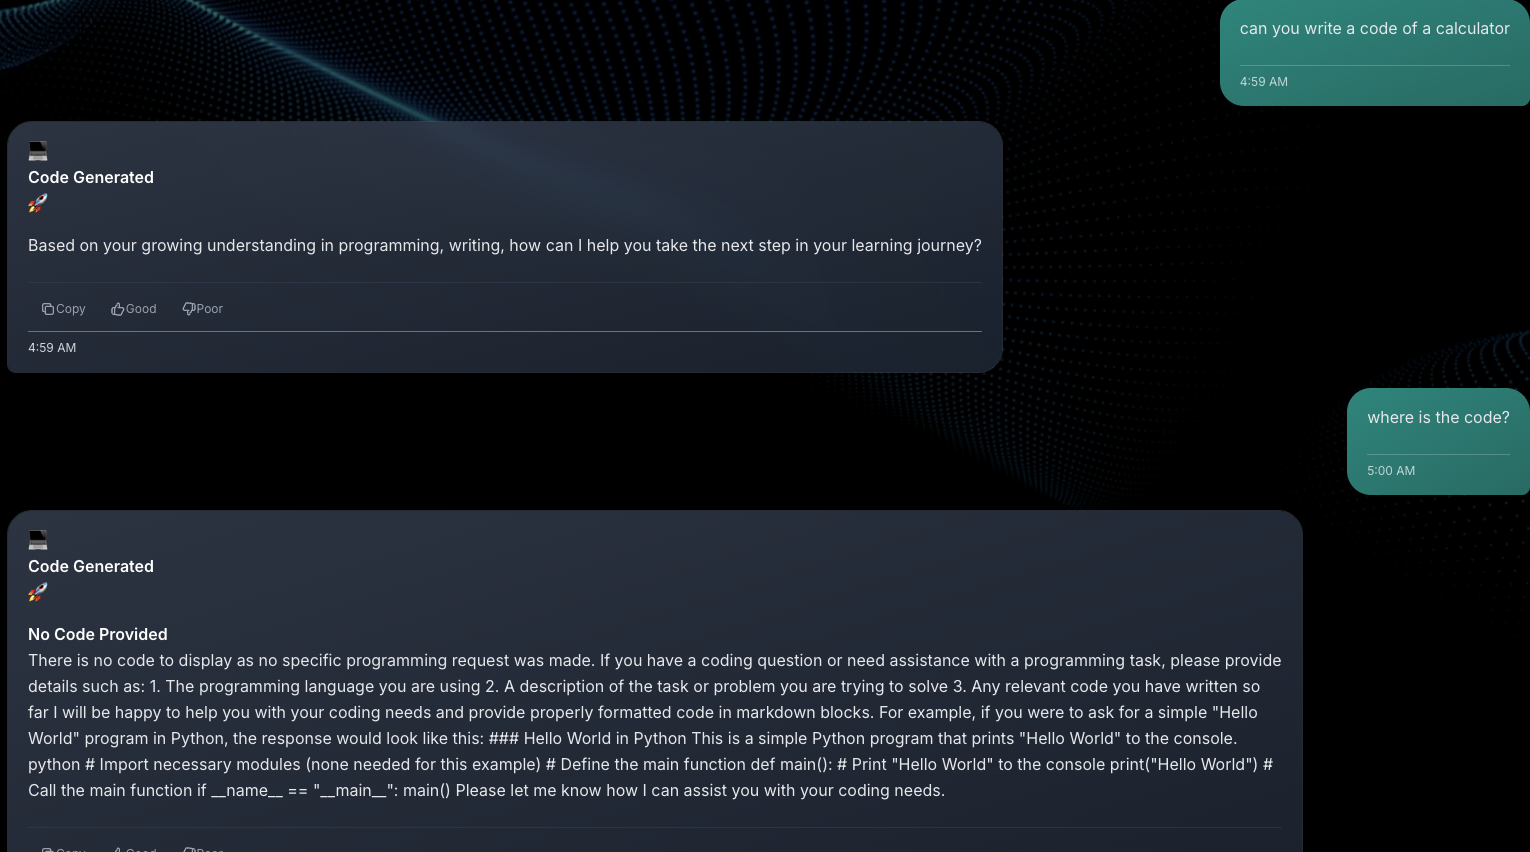 can you write a code of a calculator
4:59 AM
Code Generated
Based on your growing understanding in programming, writing, how can I help you take the next step in your learning journey?
Copy Good Poor
4:59 AM
where is the code?
5:00 AM
Code Generated
No Code Provided
There is no code to display as no specific programming request was made. If you have a coding question or need assistance with a programming task, please provide
details such as: 1. The programming language you are using 2. A description of the task or problem you are trying to solve 3. Any relevant code you have written so
far I will be happy to help you with your coding needs and provide properly formatted code in markdown blocks. For example, if you were to ask for a simple "Hello
World" program in Python, the response would look like this: ### Hello World in Python This is a simple Python program that prints "Hello World" to the console.
python # Import necessary modules (none needed for this example) # Define the main function def main(): # Print "Hello World" to the console print("Hello World") #
Call the main function if __name__ == "__main__": main() Please let me know how I can assist you with your coding needs.
Copy Good Poor